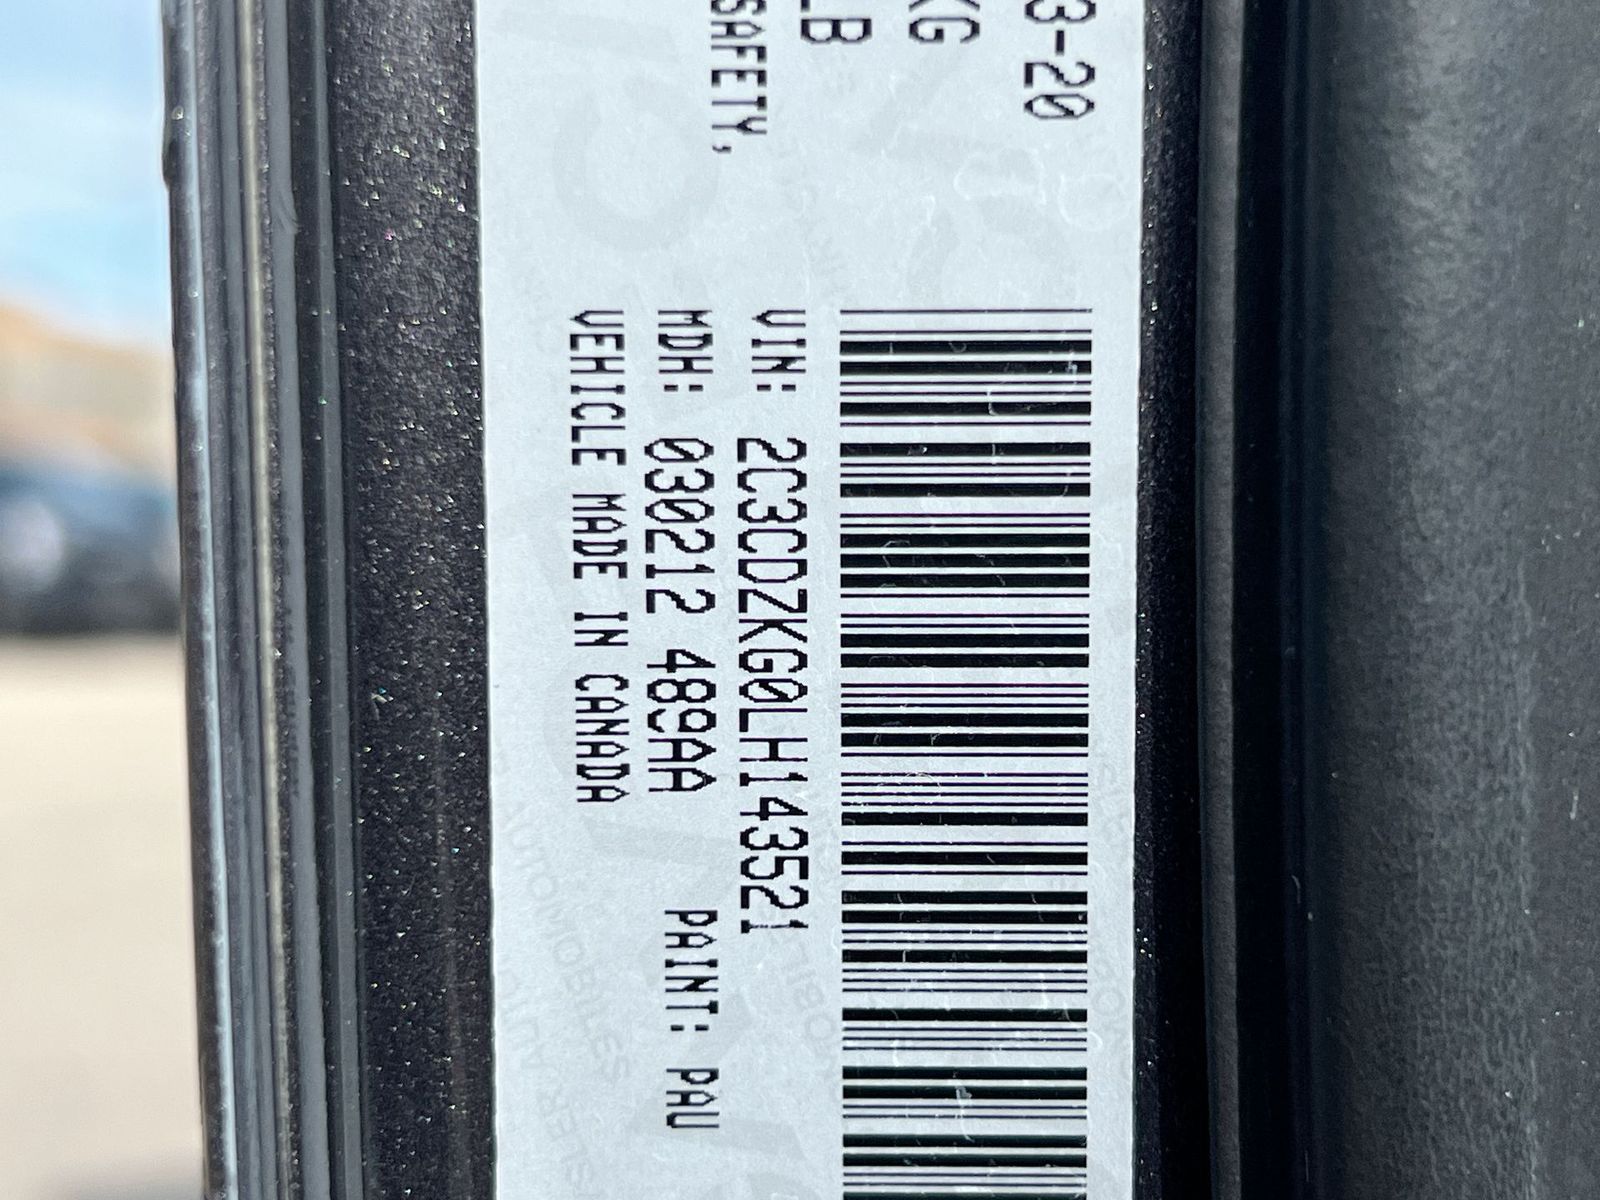 3-20
KG
LB
SAFETY,
VIN: 2C3CDZKG0LH143521
MDH: 030212 489AA PAINT: PAU
VEHICLE MADE IN CANADA